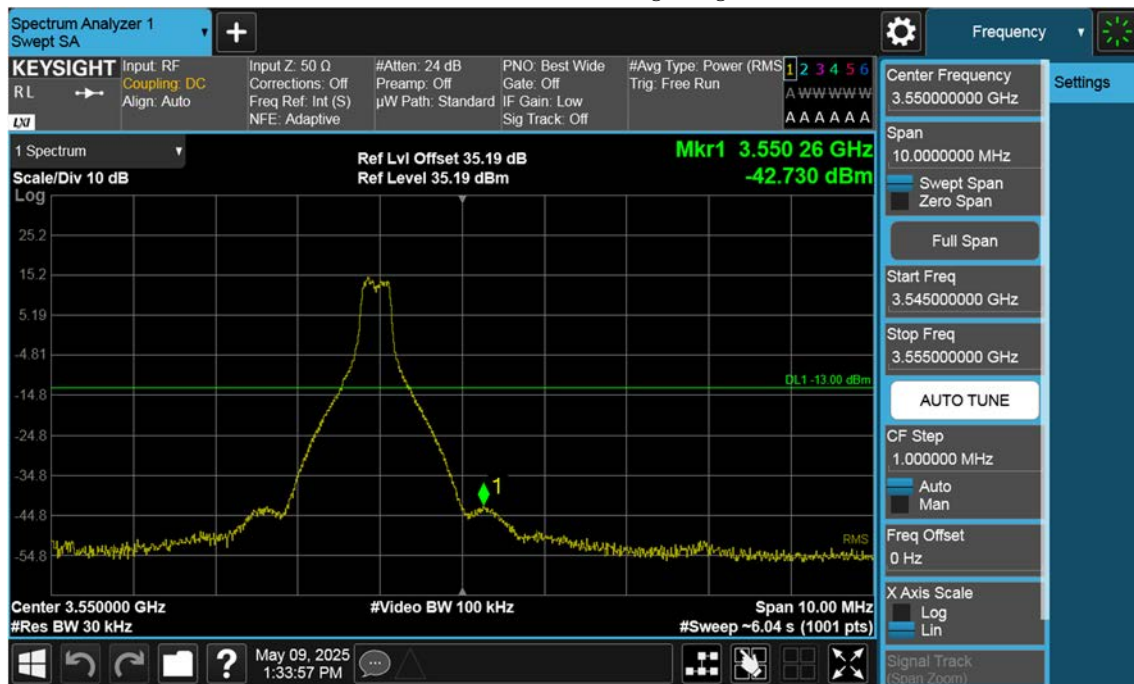 Spectrum Analyzer 1
Swept SA
+
Frequency
KEYSIGHT
RL
LXI
Input: RF
Coupling: DC
Align: Auto
Input Z: 50 Ω
Corrections: Off
Freq Ref: Int (S)
NFE: Adaptive
#Atten: 24 dB
Preamp: Off
µW Path: Standard
PNO: Best Wide
Gate: Off
IF Gain: Low
Sig Track: Off
#Avg Type: Power (RMS
Trig: Free Run
1 2 3 4 5 6
A W W W W W
A A A A A A
1 Spectrum
Scale/Div 10 dB
Ref Lvl Offset 35.19 dB
Ref Level 35.19 dBm
Mkr1 3.550 26 GHz
-42.730 dBm
Log
25.2
15.2
5.19
-4.81
-14.8
-24.8
-34.8
-44.8
-54.8
DL1 -13.00 dBm
1
RMS
Center 3.550000 GHz
#Res BW 30 kHz
#Video BW 100 kHz
Span 10.00 MHz
#Sweep ~6.04 s (1001 pts)
?
May 09, 2025
1:33:57 PM
Center Frequency
3.550000000 GHz
Span
10.0000000 MHz
Swept Span
Zero Span
Full Span
Start Freq
3.545000000 GHz
Stop Freq
3.555000000 GHz
AUTO TUNE
CF Step
1.000000 MHz
Auto
Man
Freq Offset
0 Hz
X Axis Scale
Log
Lin
Signal Track
(Span Zoom)
Settings